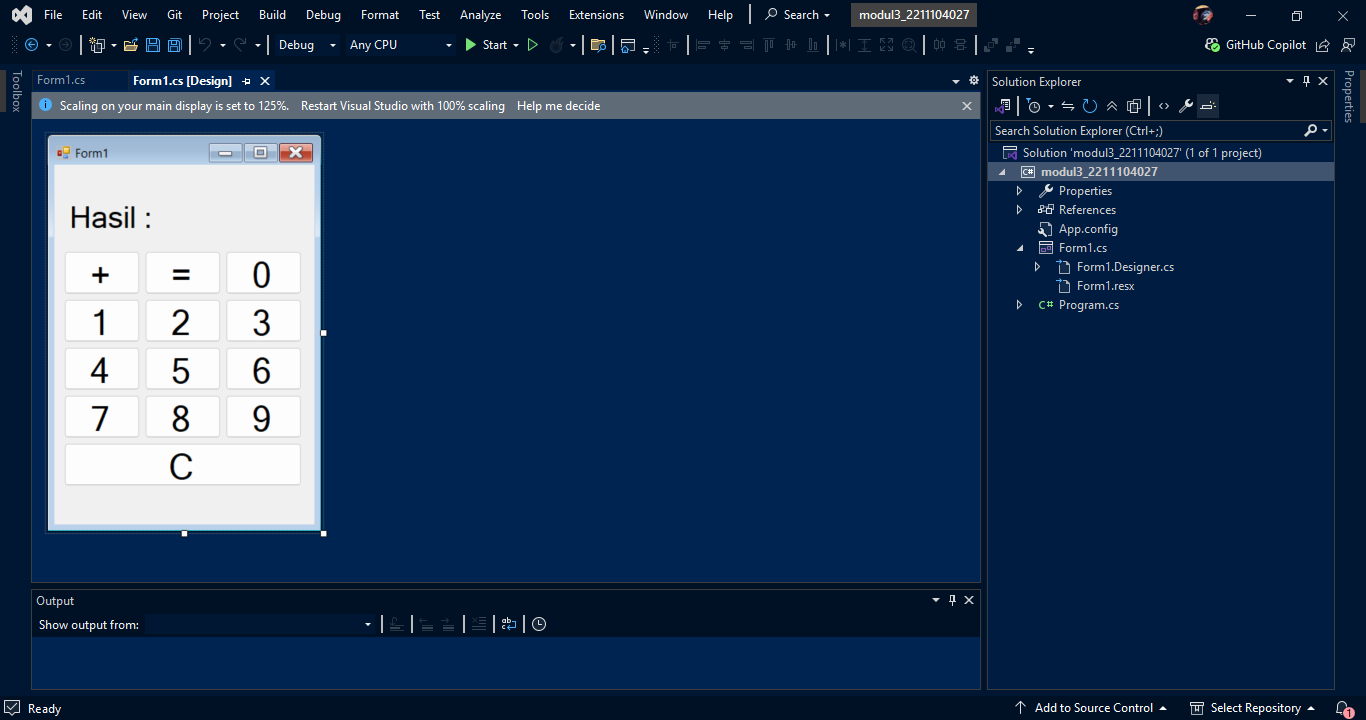 File Edit View Git Project Build Debug Format Test Analyze Tools Extensions Window Help Search modul3_2211104027
Debug Any CPU Start GitHub Copilot
Toolbox
Form1.cs Form1.cs [Design]
Scaling on your main display is set to 125%. Restart Visual Studio with 100% scaling Help me decide
Form1
Hasil :
+ = 0
1 2 3
4 5 6
7 8 9
C
Output
Show output from:
Solution Explorer
Search Solution Explorer (Ctrl+;)
Solution 'modul3_2211104027' (1 of 1 project)
C# modul3_2211104027
Properties
References
App.config
Form1.cs
Form1.Designer.cs
Form1.resx
C# Program.cs
Properties
Ready Add to Source Control Select Repository 1